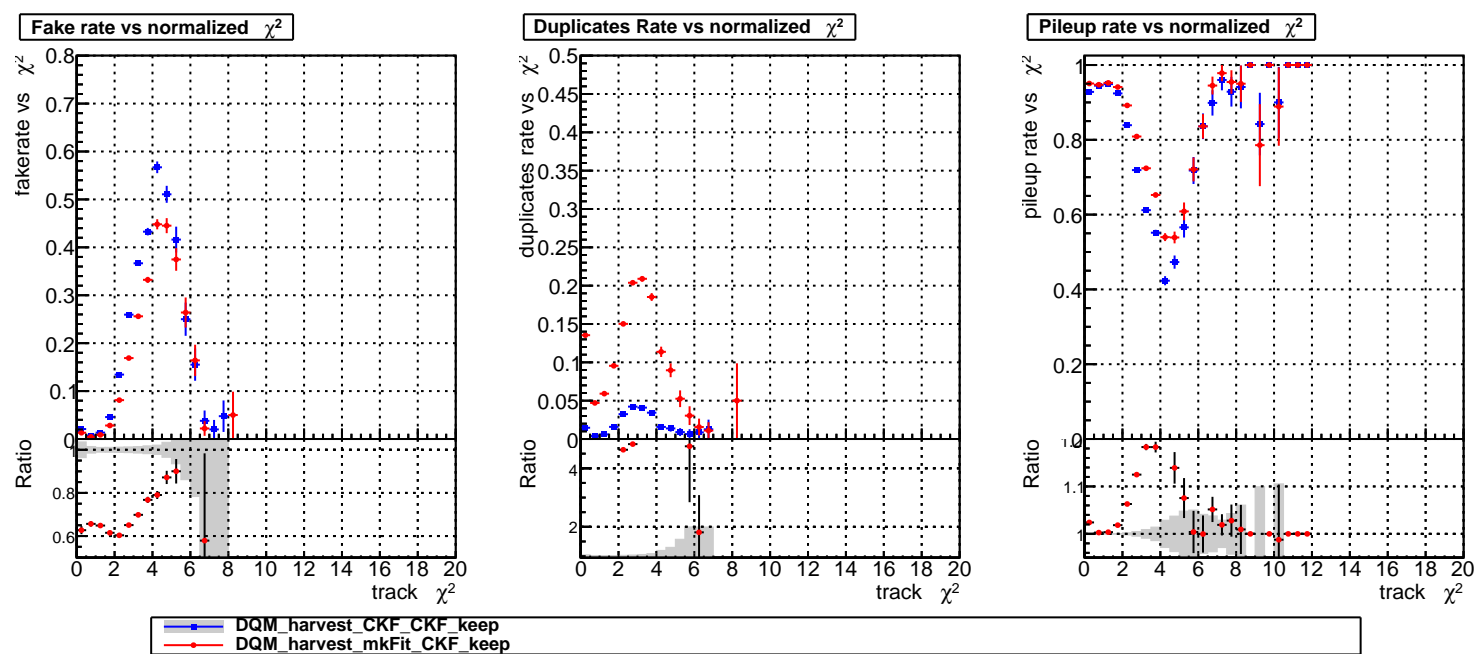 Fake rate vs normalized χ²
fakerate vs χ²
0.8
0.7
0.6
0.5
0.4
0.3
0.2
0.1
0
Ratio
1
0.8
0.6
0 2 4 6 8 10 12 14 16 18 20
track χ²
Duplicates Rate vs normalized χ²
duplicates rate vs χ²
0.5
0.45
0.4
0.35
0.3
0.25
0.2
0.15
0.1
0.05
0
Ratio
4
2
0 2 4 6 8 10 12 14 16 18 20
track χ²
Pileup rate vs normalized χ²
pileup rate vs χ²
1
0.8
0.6
0.4
0.2
0
Ratio
1.1
1
0 2 4 6 8 10 12 14 16 18 20
track χ²
DQM_harvest_CKF_CKF_keep
DQM_harvest_mkFit_CKF_keep